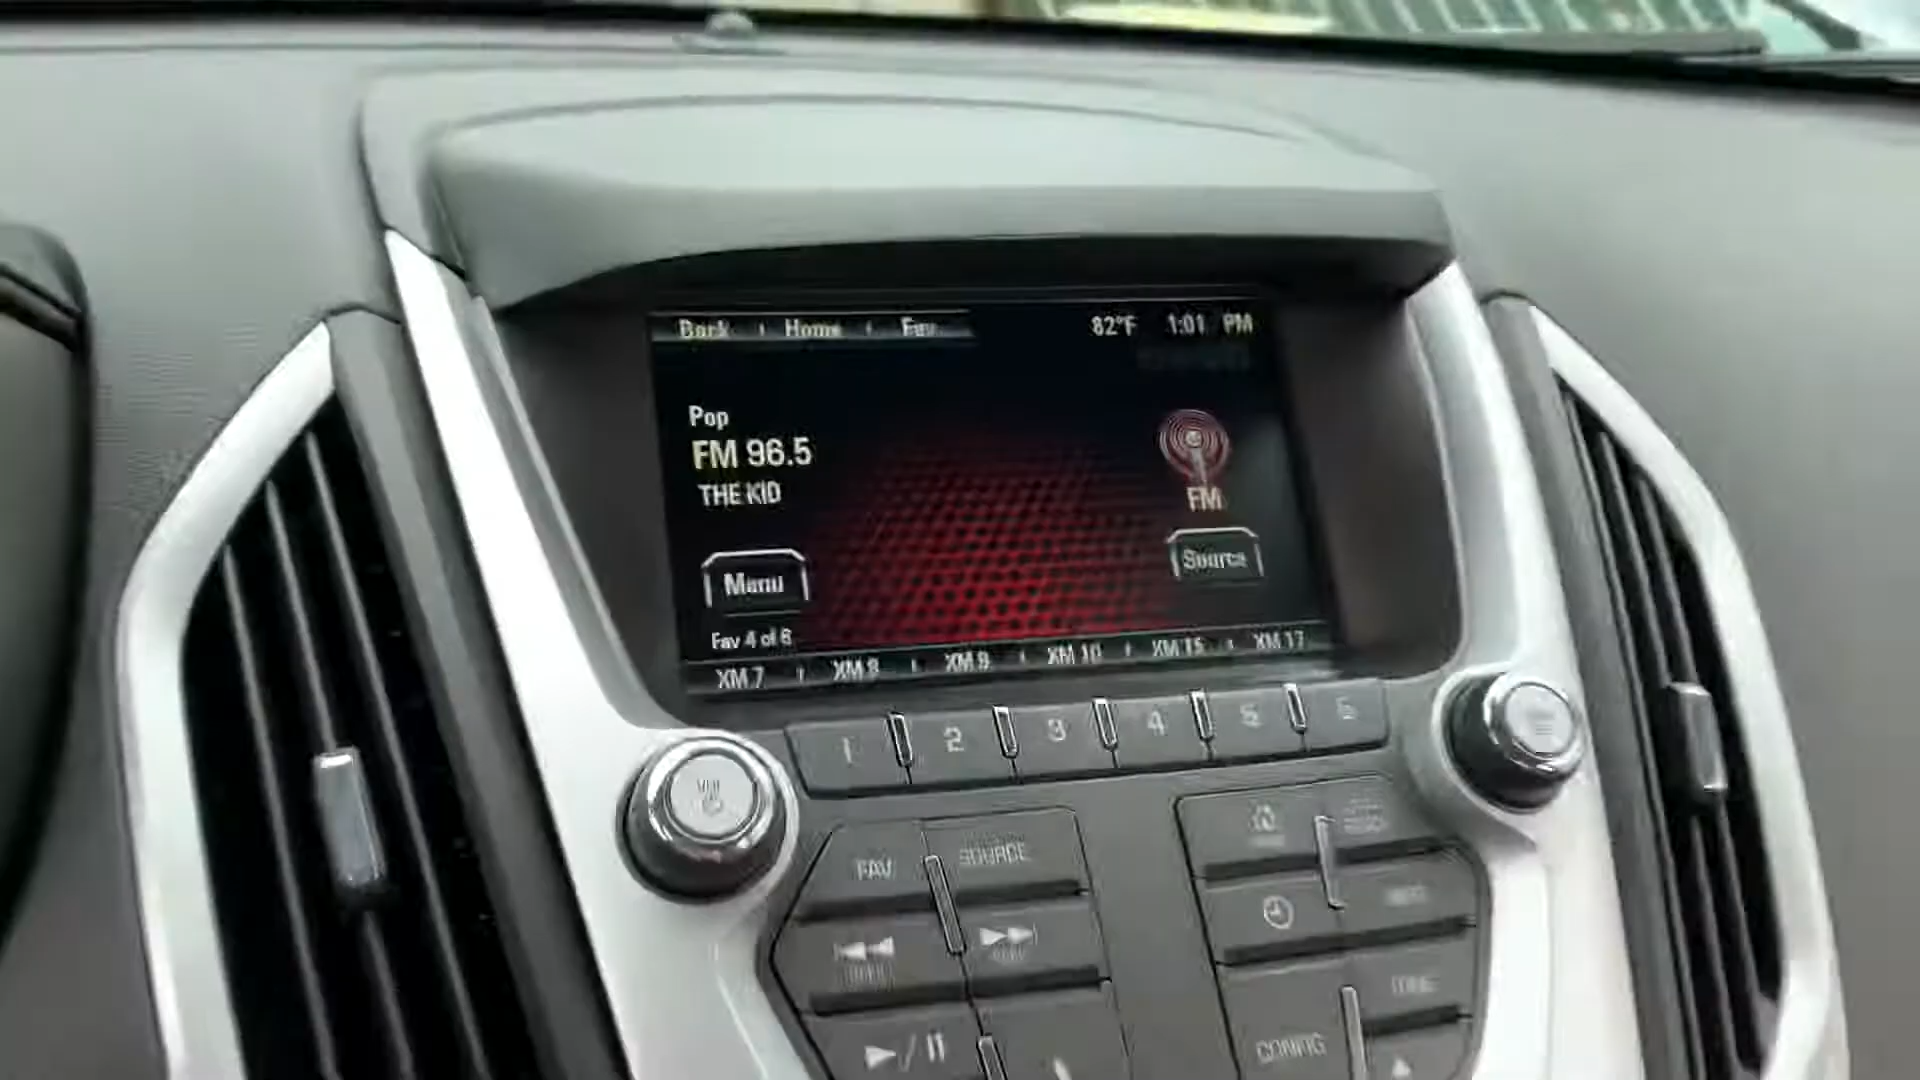 Back Home Fav
82°F 1:01 PM
Pop
FM 96.5
THE KID
FM
Menu
Source
Fav 4 of 6
XM 7 XM 8 XM 9 XM 10 XM 15 XM 17
1 2 3 4 5 6
FAV SOURCE
INFO
TONE
CONFIG